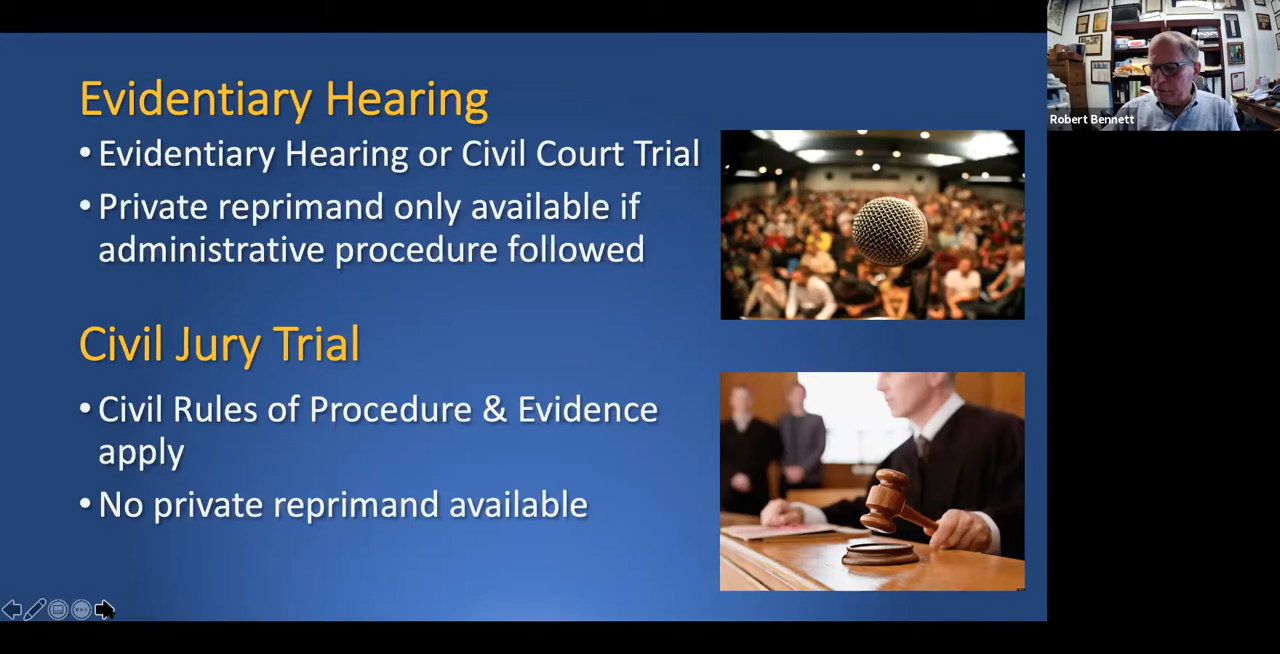 Evidentiary Hearing
• Evidentiary Hearing or Civil Court Trial
• Private reprimand only available if
administrative procedure followed
Civil Jury Trial
• Civil Rules of Procedure & Evidence
apply
• No private reprimand available
Robert Bennett